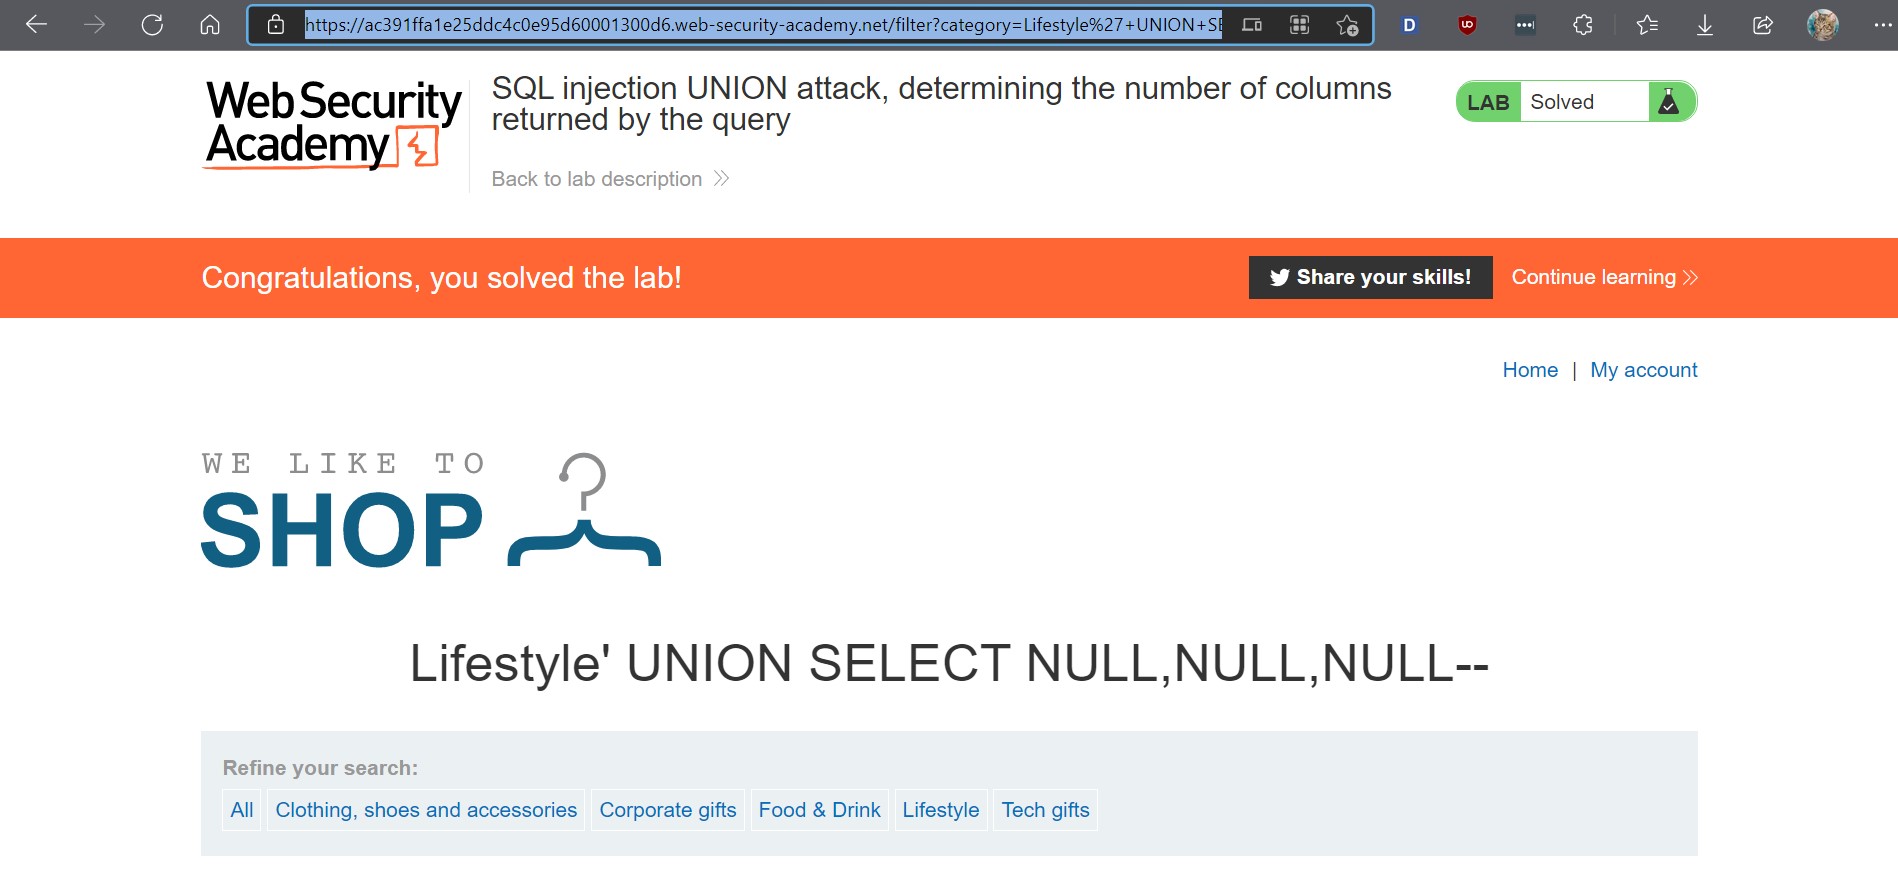 https://ac391ffa1e25ddc4c0e95d60001300d6.web-security-academy.net/filter?category=Lifestyle%27+UNION+SE
D
WebSecurity
Academy
SQL injection UNION attack, determining the number of columns
returned by the query
LAB Solved
Back to lab description
Congratulations, you solved the lab!
Share your skills!
Continue learning
Home | My account
WE LIKE TO
SHOP
Lifestyle' UNION SELECT NULL,NULL,NULL--
Refine your search:
All Clothing, shoes and accessories Corporate gifts Food & Drink Lifestyle Tech gifts